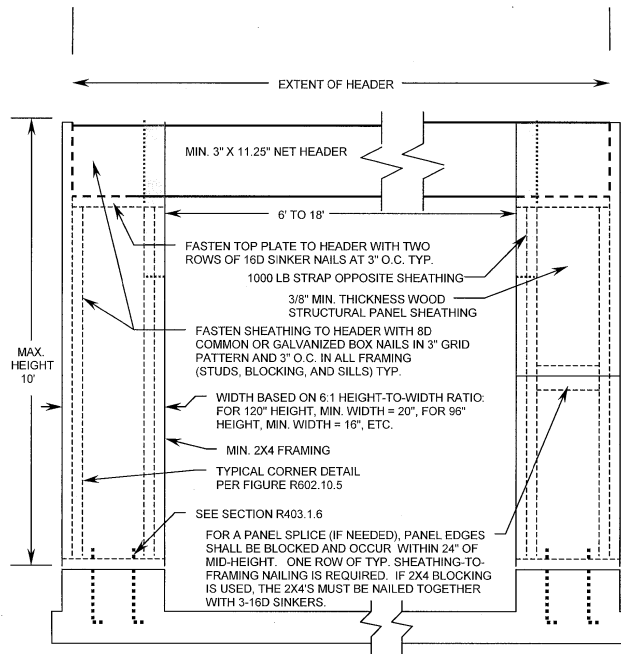 EXTENT OF HEADER
MIN. 3" X 11.25" NET HEADER
6' TO 18'
FASTEN TOP PLATE TO HEADER WITH TWO
ROWS OF 16D SINKER NAILS AT 3" O.C. TYP.
1000 LB STRAP OPPOSITE SHEATHING
3/8" MIN. THICKNESS WOOD
STRUCTURAL PANEL SHEATHING
FASTEN SHEATHING TO HEADER WITH 8D
COMMON OR GALVANIZED BOX NAILS IN 3" GRID
PATTERN AND 3" O.C. IN ALL FRAMING
(STUDS, BLOCKING, AND SILLS) TYP.
MAX.
HEIGHT
10'
WIDTH BASED ON 6:1 HEIGHT-TO-WIDTH RATIO:
FOR 120" HEIGHT, MIN. WIDTH = 20", FOR 96"
HEIGHT, MIN. WIDTH = 16", ETC.
MIN. 2X4 FRAMING
TYPICAL CORNER DETAIL
PER FIGURE R602.10.5
SEE SECTION R403.1.6
FOR A PANEL SPLICE (IF NEEDED), PANEL EDGES
SHALL BE BLOCKED AND OCCUR WITHIN 24" OF
MID-HEIGHT. ONE ROW OF TYP. SHEATHING-TO-
FRAMING NAILING IS REQUIRED. IF 2X4 BLOCKING
IS USED, THE 2X4'S MUST BE NAILED TOGETHER
WITH 3-16D SINKERS.